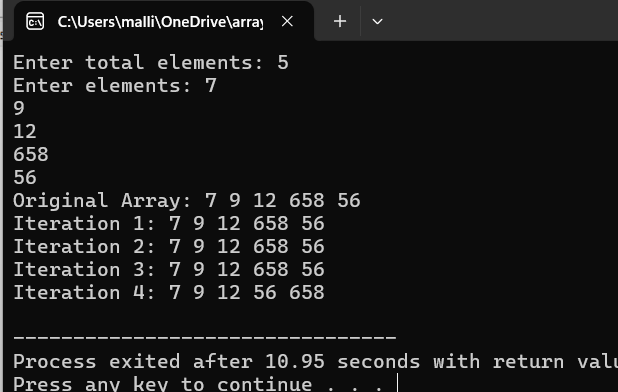 C:\Users\malli\OneDrive\array
Enter total elements: 5
Enter elements: 7
9
12
658
56
Original Array: 7 9 12 658 56
Iteration 1: 7 9 12 658 56
Iteration 2: 7 9 12 658 56
Iteration 3: 7 9 12 658 56
Iteration 4: 7 9 12 56 658
--------------------------------
Process exited after 10.95 seconds with return valu
Press any key to continue . . .